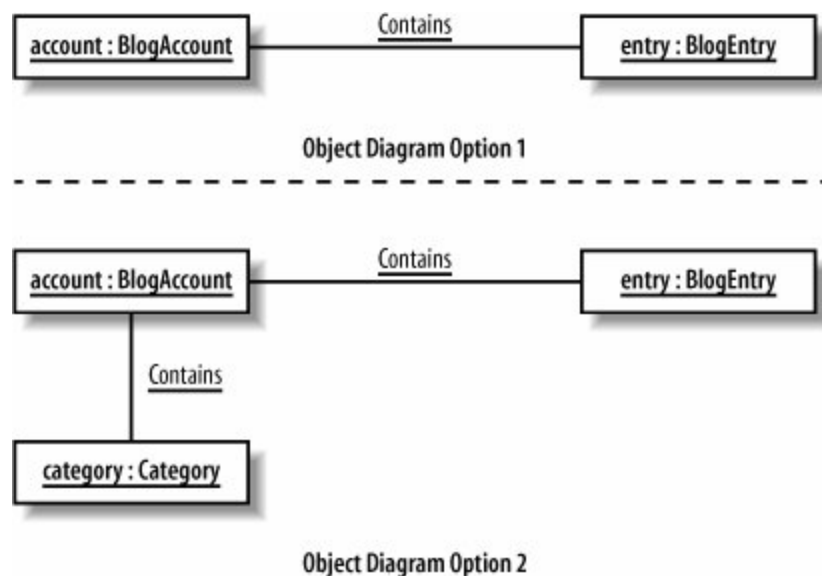 Contains
account : BlogAccount
entry : BlogEntry
Object Diagram Option 1
Contains
account : BlogAccount
entry : BlogEntry
Contains
category : Category
Object Diagram Option 2